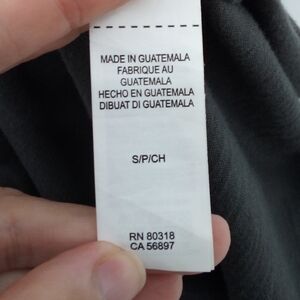 MADE IN GUATEMALA
FABRIQUE AU
GUATEMALA
HECHO EN GUATEMALA
DIBUAT DI GUATEMALA
S/P/CH
RN 80318
CA 56897